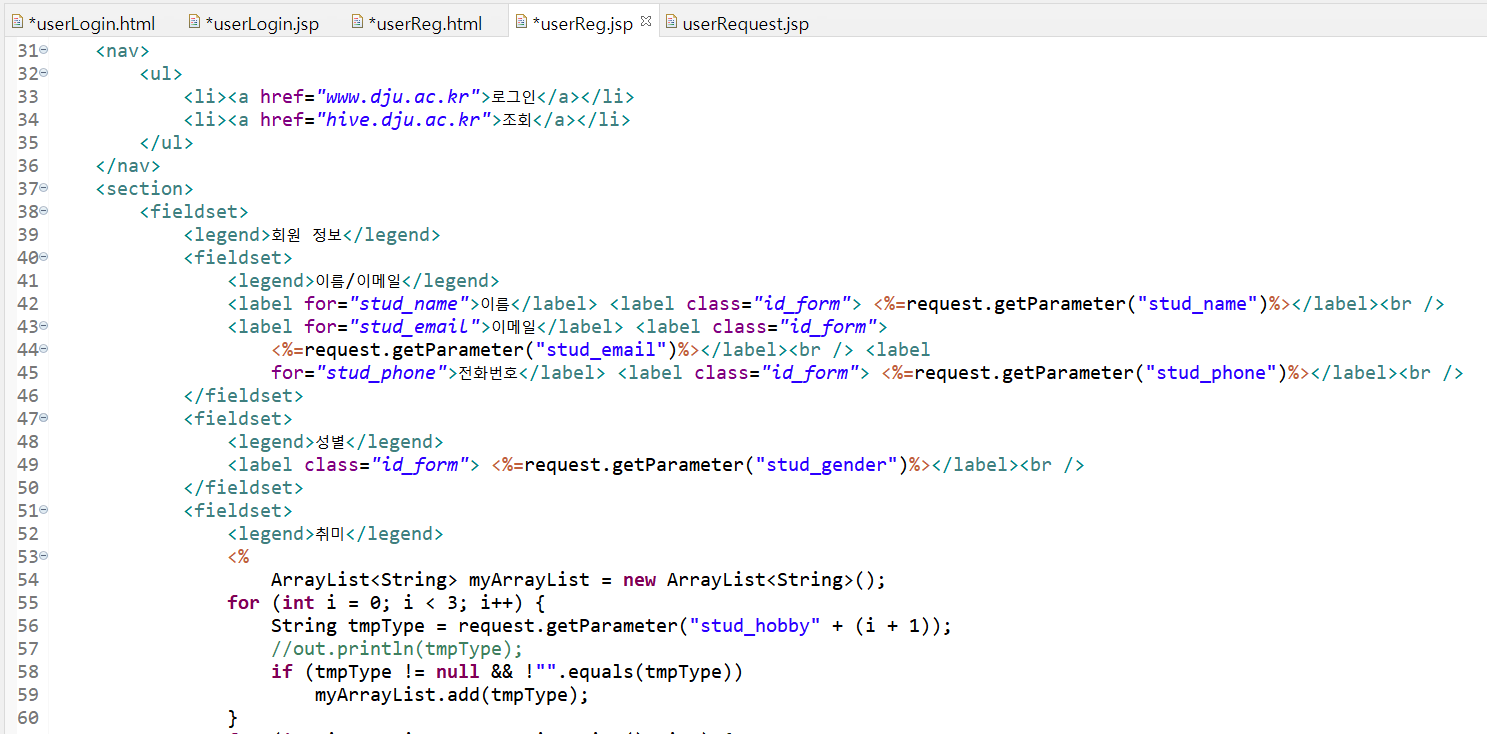 *userLogin.html *userLogin.jsp *userReg.html *userReg.jsp userRequest.jsp
31 <nav>
32 <ul>
33 <li><a href="www.dju.ac.kr">로그인</a></li>
34 <li><a href="hive.dju.ac.kr">조회</a></li>
35 </ul>
36 </nav>
37 <section>
38 <fieldset>
39 <legend>회원 정보</legend>
40 <fieldset>
41 <legend>이름/이메일</legend>
42 <label for="stud_name">이름</label> <label class="id_form"> <%=request.getParameter("stud_name")%></label><br />
43 <label for="stud_email">이메일</label> <label class="id_form">
44 <%=request.getParameter("stud_email")%></label><br /> <label
45 for="stud_phone">전화번호</label> <label class="id_form"> <%=request.getParameter("stud_phone")%></label><br />
46 </fieldset>
47 <fieldset>
48 <legend>성별</legend>
49 <label class="id_form"> <%=request.getParameter("stud_gender")%></label><br />
50 </fieldset>
51 <fieldset>
52 <legend>취미</legend>
53 <%
54 ArrayList<String> myArrayList = new ArrayList<String>();
55 for (int i = 0; i < 3; i++) {
56 String tmpType = request.getParameter("stud_hobby" + (i + 1));
57 //out.println(tmpType);
58 if (tmpType != null && !"".equals(tmpType))
59 myArrayList.add(tmpType);
60 }